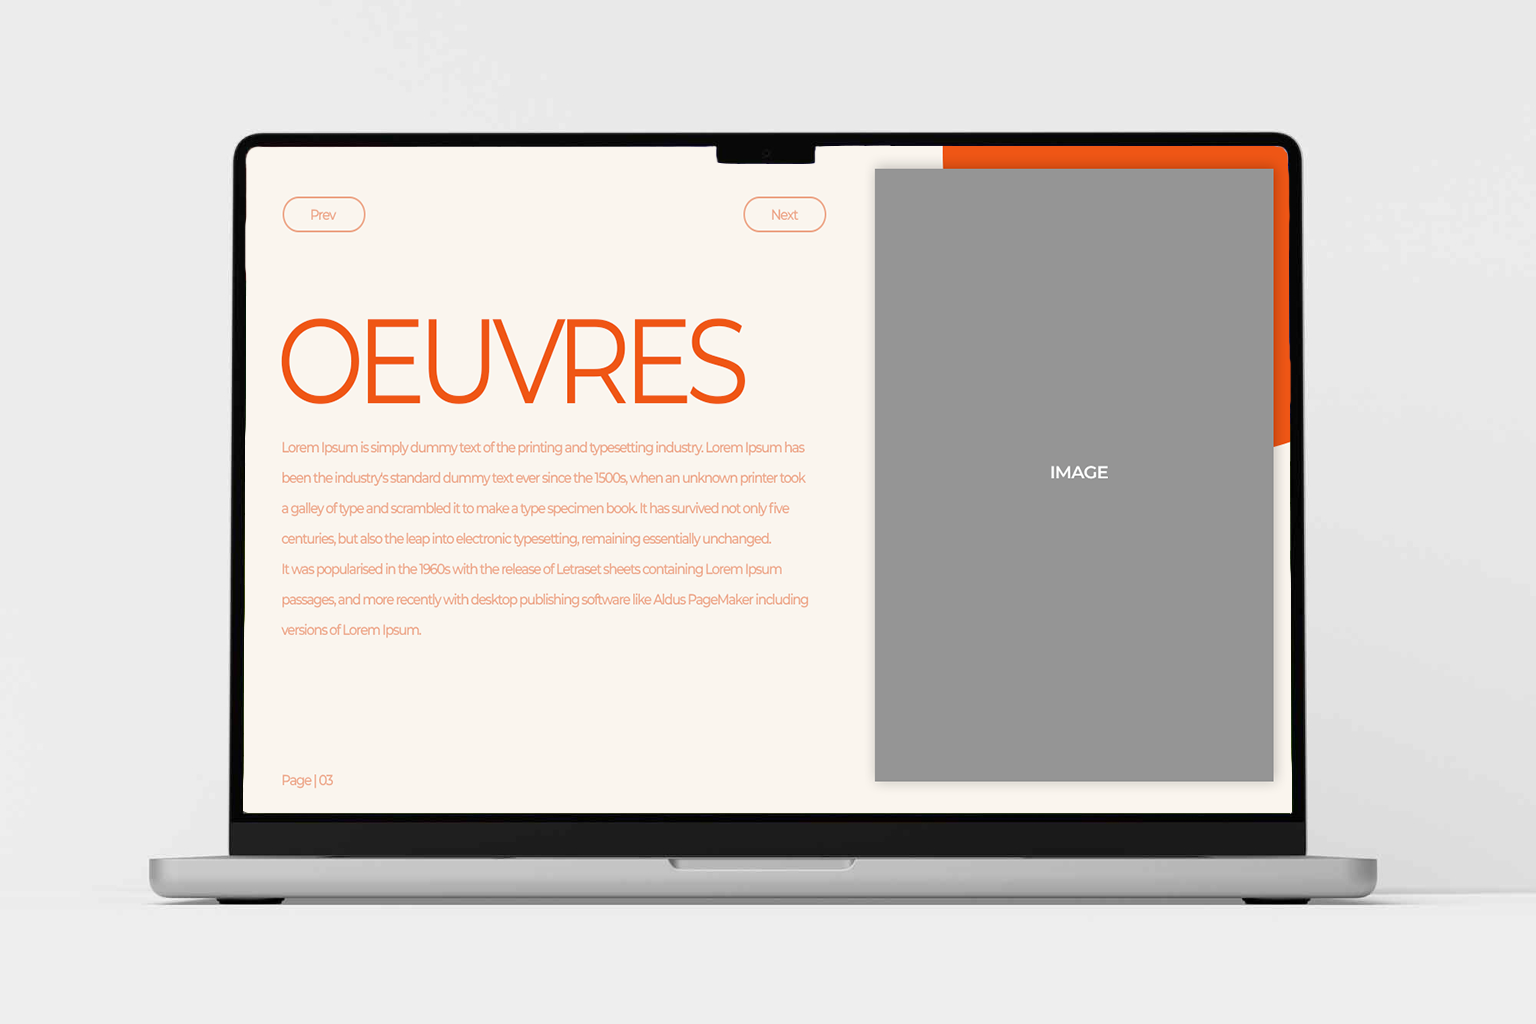 Prev
Next
OEUVRES
Lorem Ipsum is simply dummy text of the printing and typesetting industry. Lorem Ipsum has
been the industry's standard dummy text ever since the 1500s, when an unknown printer took
a galley of type and scrambled it to make a type specimen book. It has survived not only five
centuries, but also the leap into electronic typesetting, remaining essentially unchanged.
It was popularised in the 1960s with the release of Letraset sheets containing Lorem Ipsum
passages, and more recently with desktop publishing software like Aldus PageMaker including
versions of Lorem Ipsum.
IMAGE
Page | 03